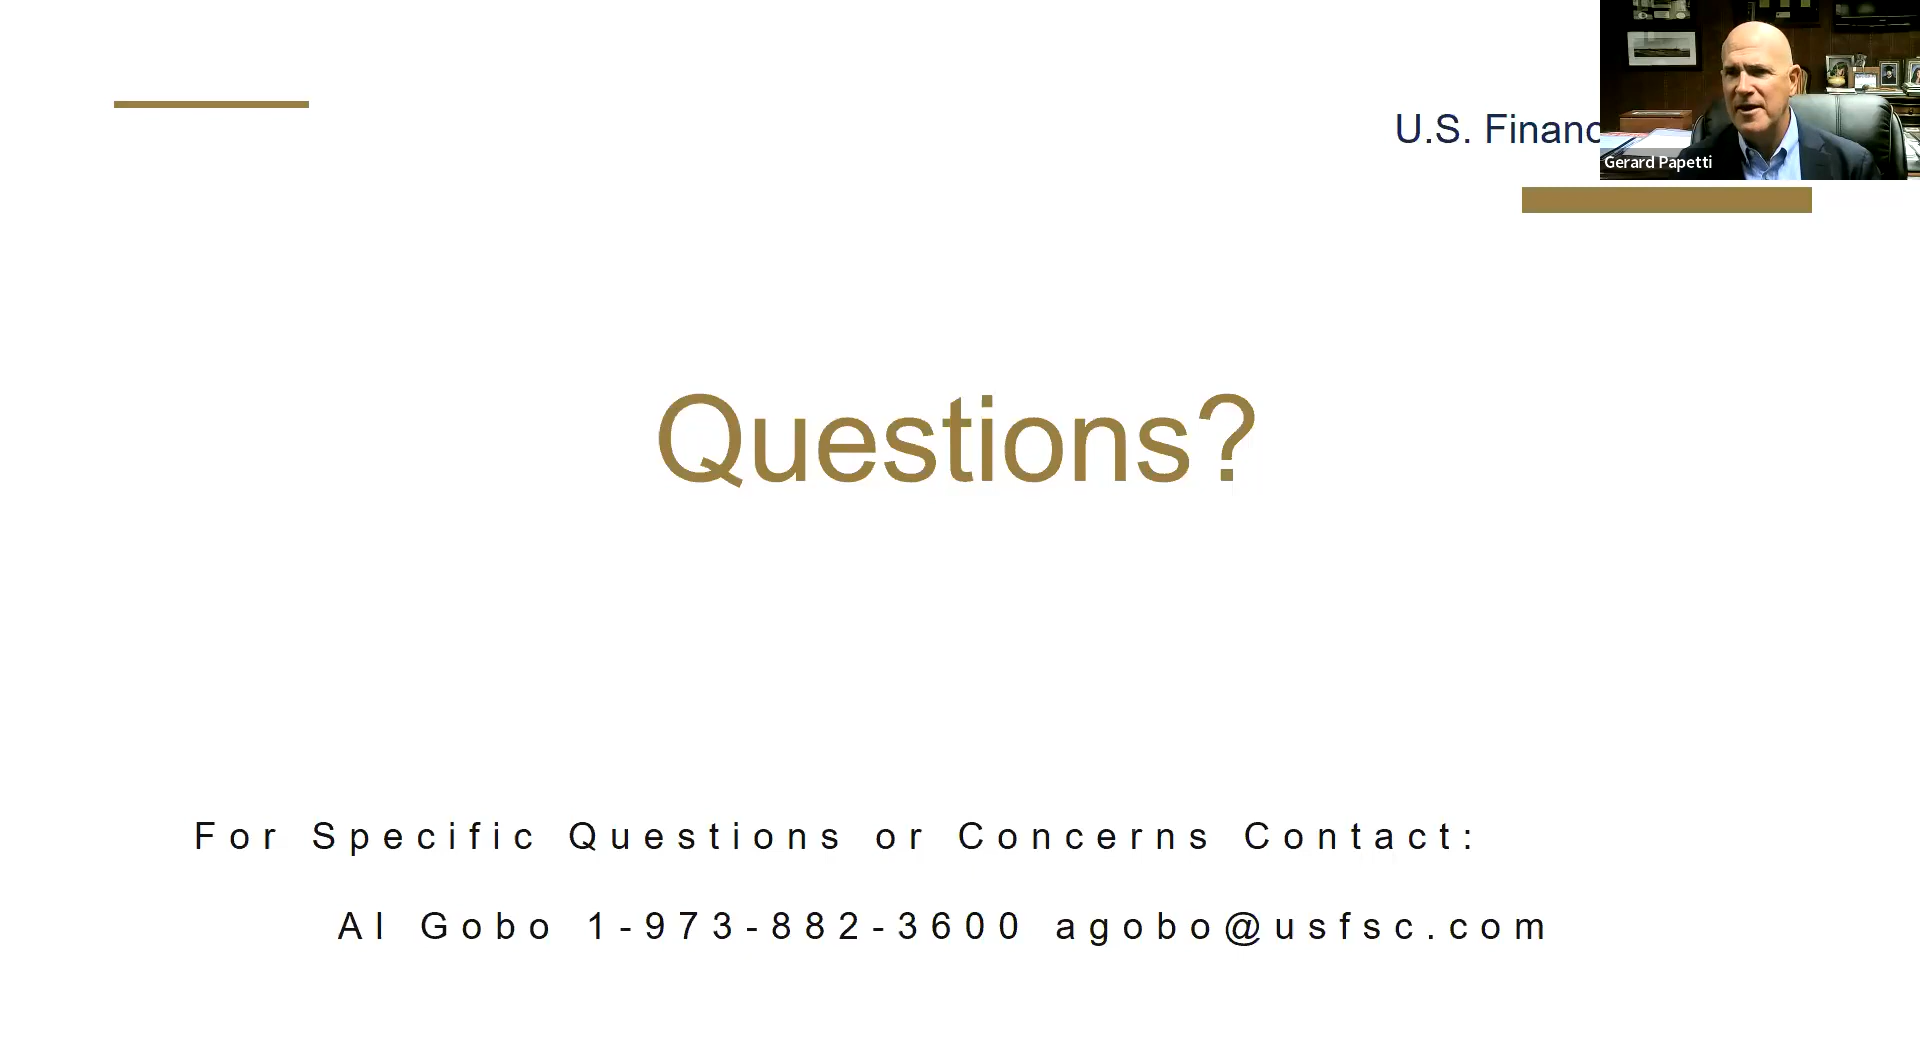 U.S. Financ
Gerard Papetti
Questions?
For Specific Questions or Concerns Contact:
Al Gobo 1-973-882-3600 agobo@usfsc.com